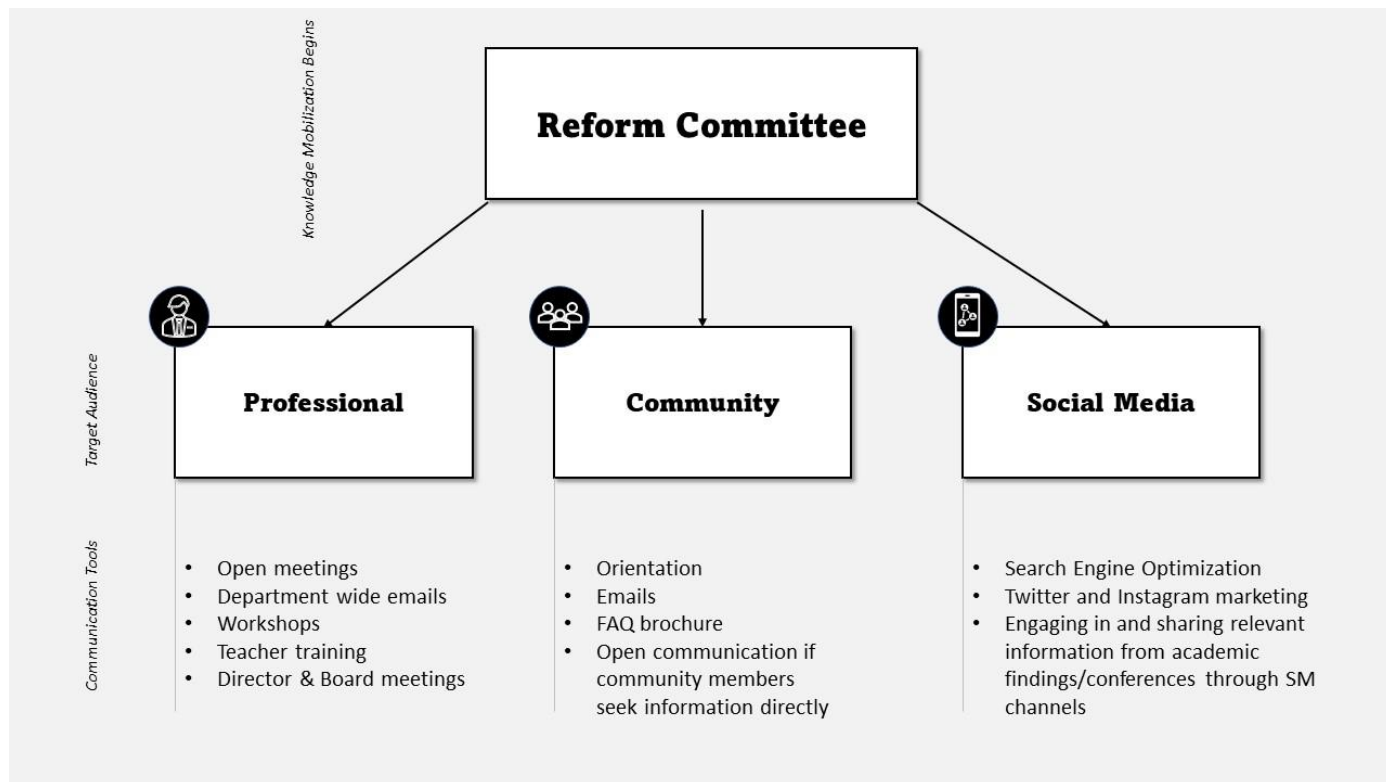 Knowledge Mobilization Begins
Reform Committee
Target Audience
Professional
Community
Social Media
Communication Tools
• Open meetings
• Department wide emails
• Workshops
• Teacher training
• Director & Board meetings
• Orientation
• Emails
• FAQ brochure
• Open communication if
community members
seek information directly
• Search Engine Optimization
• Twitter and Instagram marketing
• Engaging in and sharing relevant
information from academic
findings/conferences through SM
channels